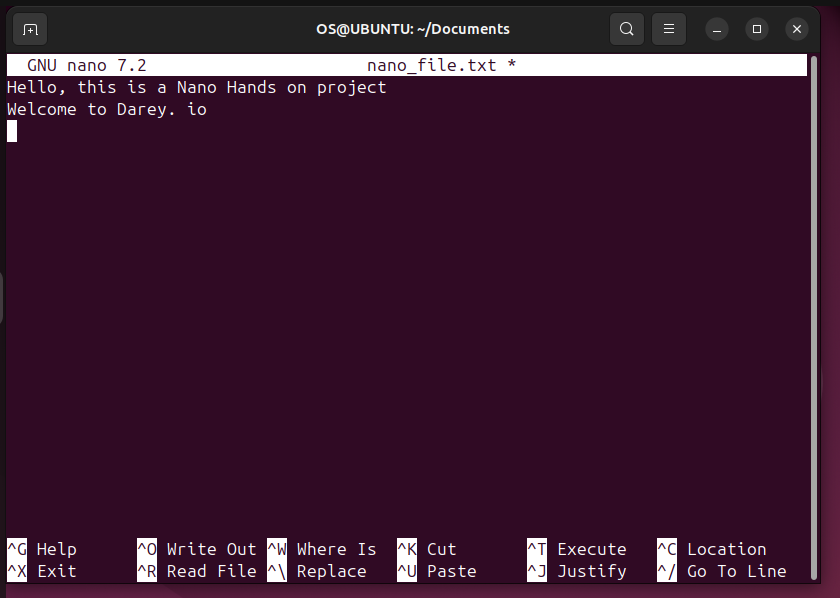 OS@UBUNTU: ~/Documents
GNU nano 7.2 nano_file.txt *
Hello, this is a Nano Hands on project
Welcome to Darey. io
^G Help ^O Write Out ^W Where Is ^K Cut ^T Execute ^C Location
^X Exit ^R Read File ^\ Replace ^U Paste ^J Justify ^/ Go To Line